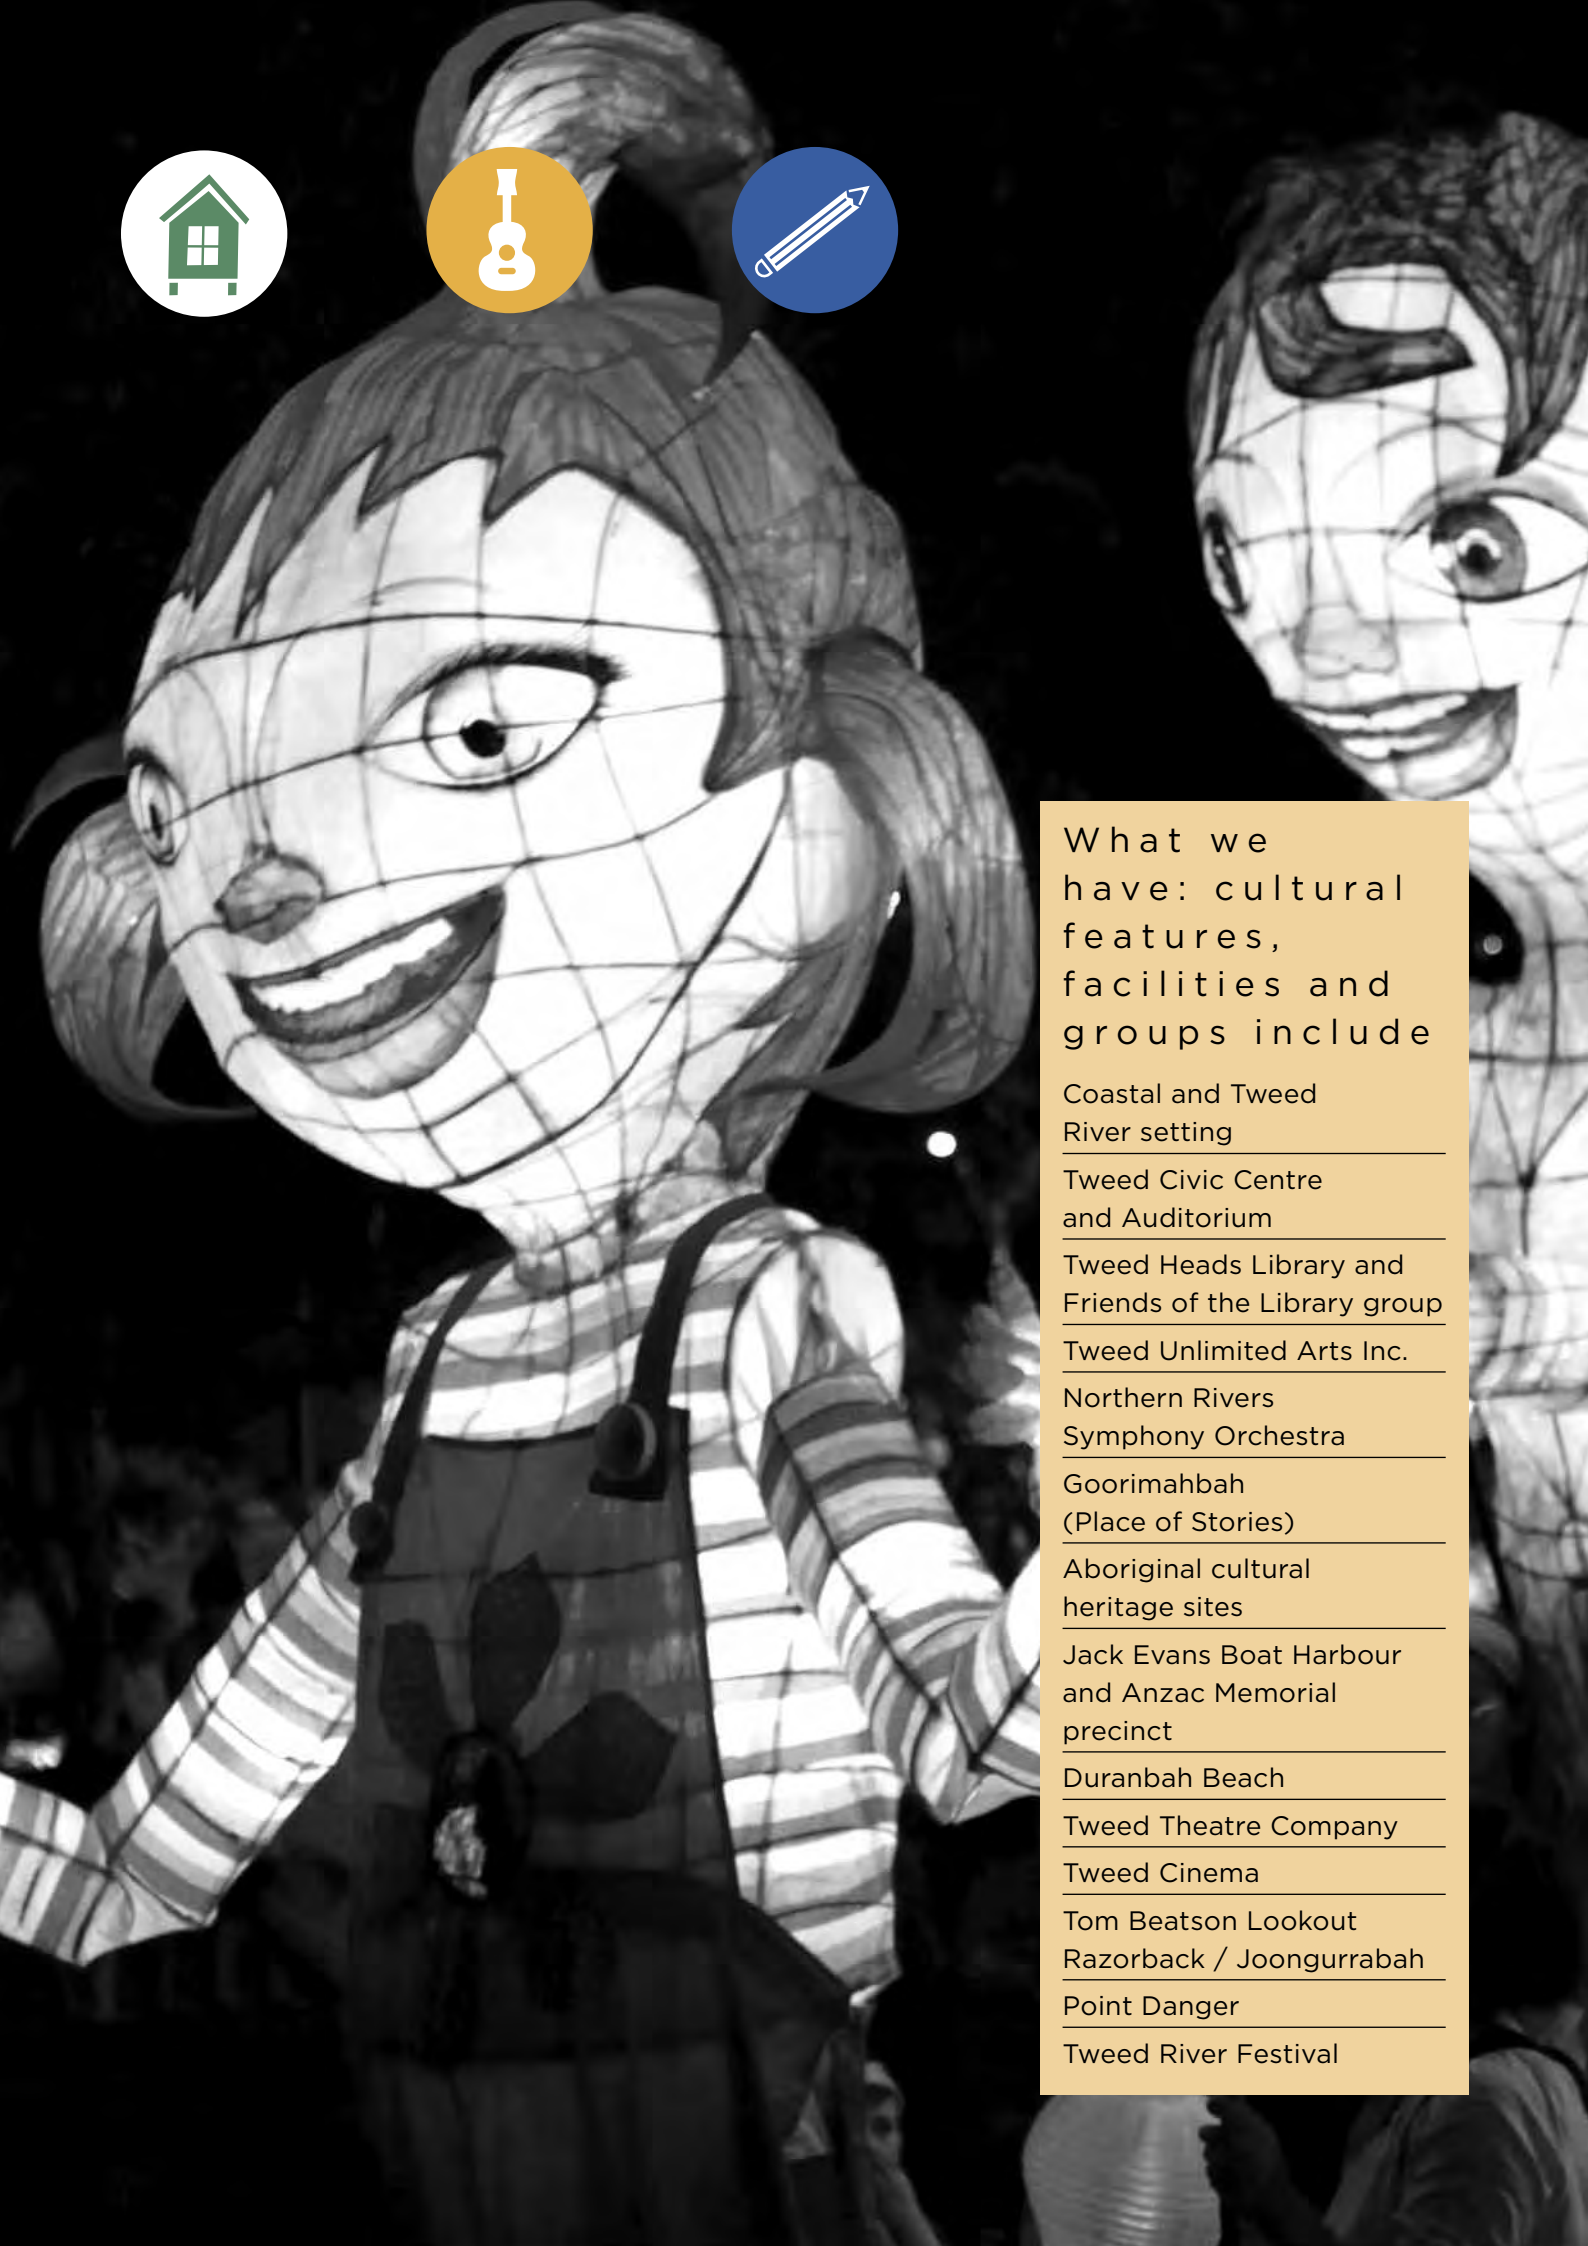 What we
have: cultural
features,
facilities and
groups include
Coastal and Tweed
River setting
Tweed Civic Centre
and Auditorium
Tweed Heads Library and
Friends of the Library group
Tweed Unlimited Arts Inc.
Northern Rivers
Symphony Orchestra
Goorimahbah
(Place of Stories)
Aboriginal cultural
heritage sites
Jack Evans Boat Harbour
and Anzac Memorial
precinct
Duranbah Beach
Tweed Theatre Company
Tweed Cinema
Tom Beatson Lookout
Razorback / Joongurrabah
Point Danger
Tweed River Festival